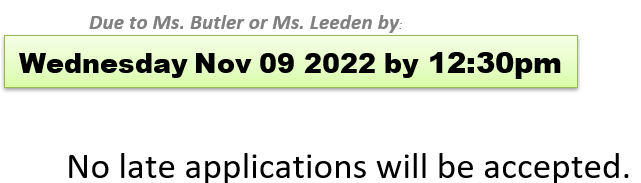 Due to Ms. Butler or Ms. Leeden by:
Wednesday Nov 09 2022 by 12:30pm
No late applications will be accepted.